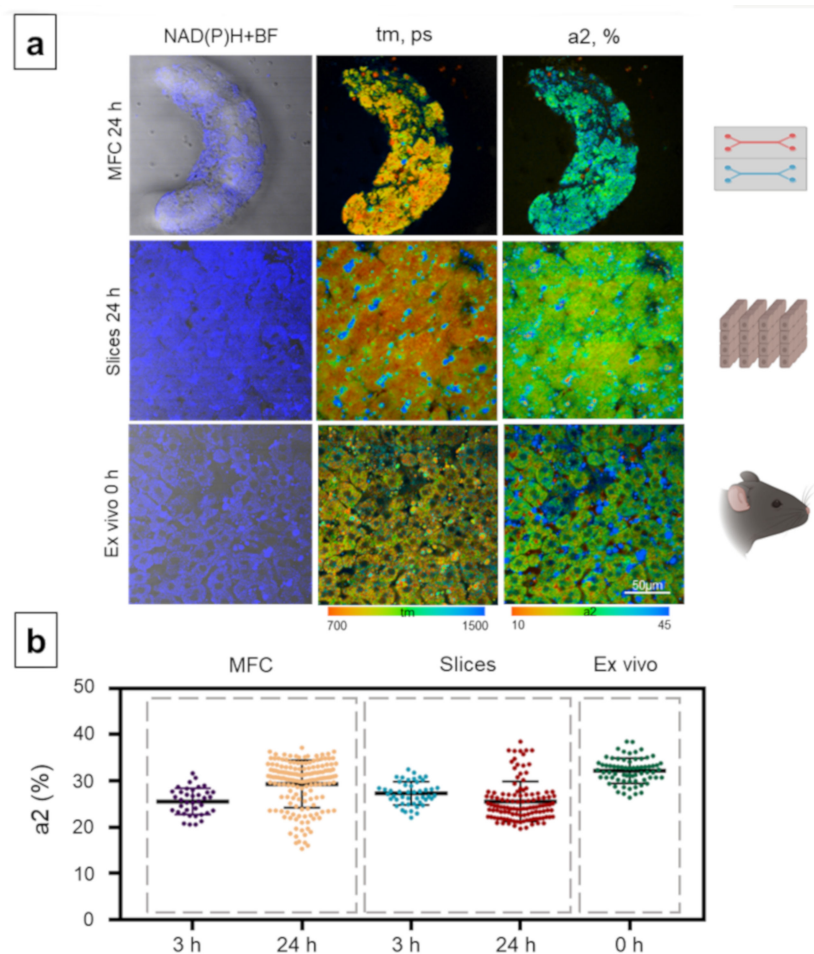 a
NAD(P)H+BF tm, ps a2, %
MFC 24 h
Slices 24 h
Ex vivo 0 h
50μm
tm a2
700 1500 10 45
b
MFC Slices Ex vivo
50
40
30
20
10
0
a2 (%)
3 h 24 h 3 h 24 h 0 h